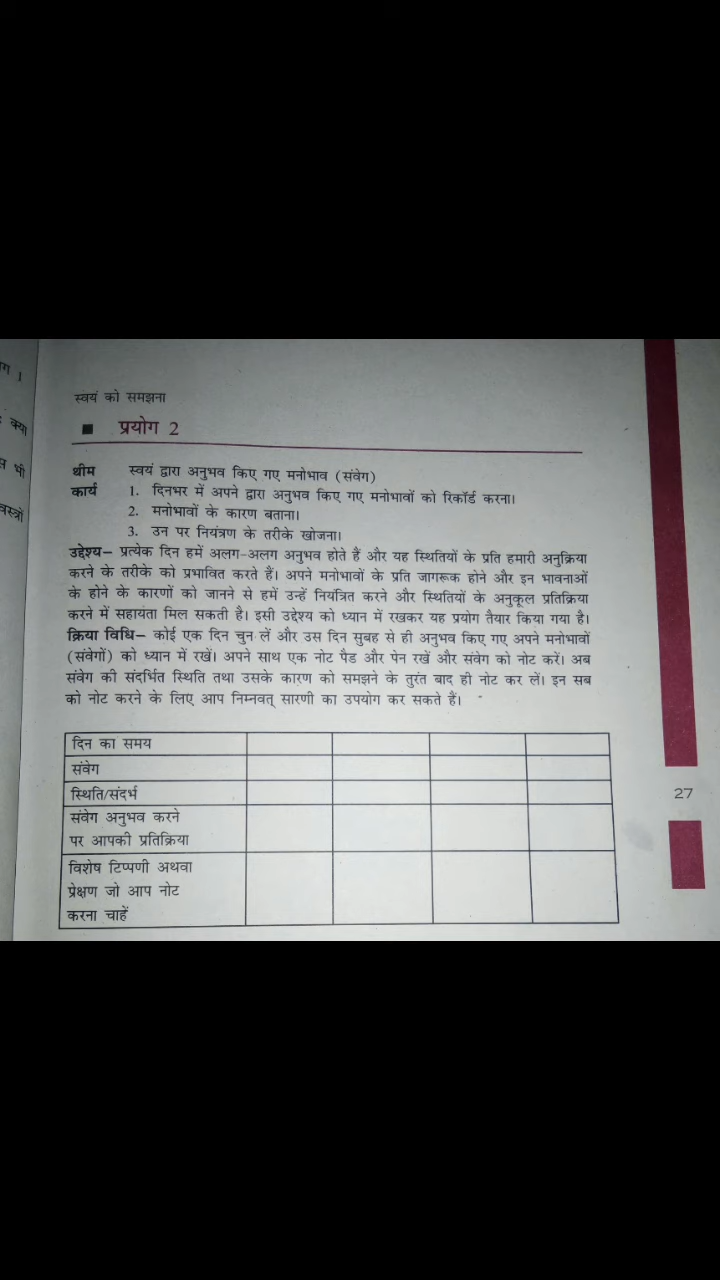 ाग ।
क्या
स भी
वस्त्रों
स्वयं को समझना
■ प्रयोग 2
थीम स्वयं द्वारा अनुभव किए गए मनोभाव (संवेग)
कार्य 1. दिनभर में अपने द्वारा अनुभव किए गए मनोभावों को रिकॉर्ड करना।
2. मनोभावों के कारण बताना।
3. उन पर नियंत्रण के तरीके खोजना।
उद्देश्य– प्रत्येक दिन हमें अलग-अलग अनुभव होते हैं और यह स्थितियों के प्रति हमारी अनुक्रिया
करने के तरीके को प्रभावित करते हैं। अपने मनोभावों के प्रति जागरूक होने और इन भावनाओं
के होने के कारणों को जानने से हमें उन्हें नियंत्रित करने और स्थितियों के अनुकूल प्रतिक्रिया
करने में सहायता मिल सकती है। इसी उद्देश्य को ध्यान में रखकर यह प्रयोग तैयार किया गया है।
क्रिया विधि– कोई एक दिन चुन लें और उस दिन सुबह से ही अनुभव किए गए अपने मनोभावों
(संवेगों) को ध्यान में रखें। अपने साथ एक नोट पैड और पेन रखें और संवेग को नोट करें। अब
संवेग की संदर्भित स्थिति तथा उसके कारण को समझने के तुरंत बाद ही नोट कर लें। इन सब
को नोट करने के लिए आप निम्नवत् सारणी का उपयोग कर सकते हैं।
दिन का समय
संवेग
स्थिति/संदर्भ
संवेग अनुभव करने
पर आपकी प्रतिक्रिया
विशेष टिप्पणी अथवा
प्रेक्षण जो आप नोट
करना चाहें
27